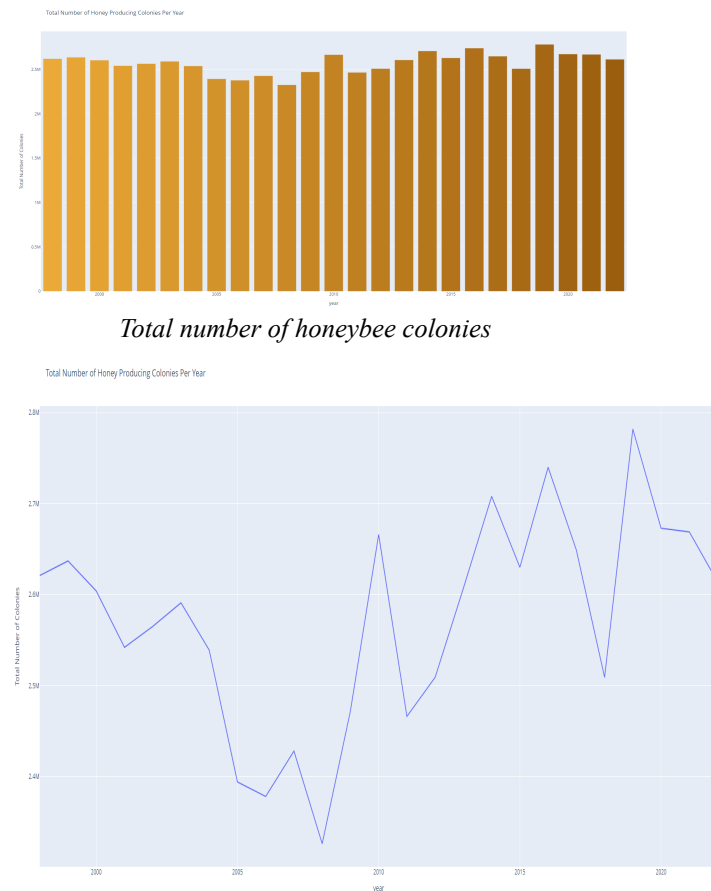 Total Number of Honey Producing Colonies Per Year
2.5M
2M
1.5M
1M
0.5M
0
Total Number of Colonies
2000 2005 2010 2015 2020
year
Total number of honeybee colonies
Total Number of Honey Producing Colonies Per Year
2.8M
2.7M
2.6M
2.5M
2.4M
Total Number of Colonies
2000 2005 2010 2015 2020
year